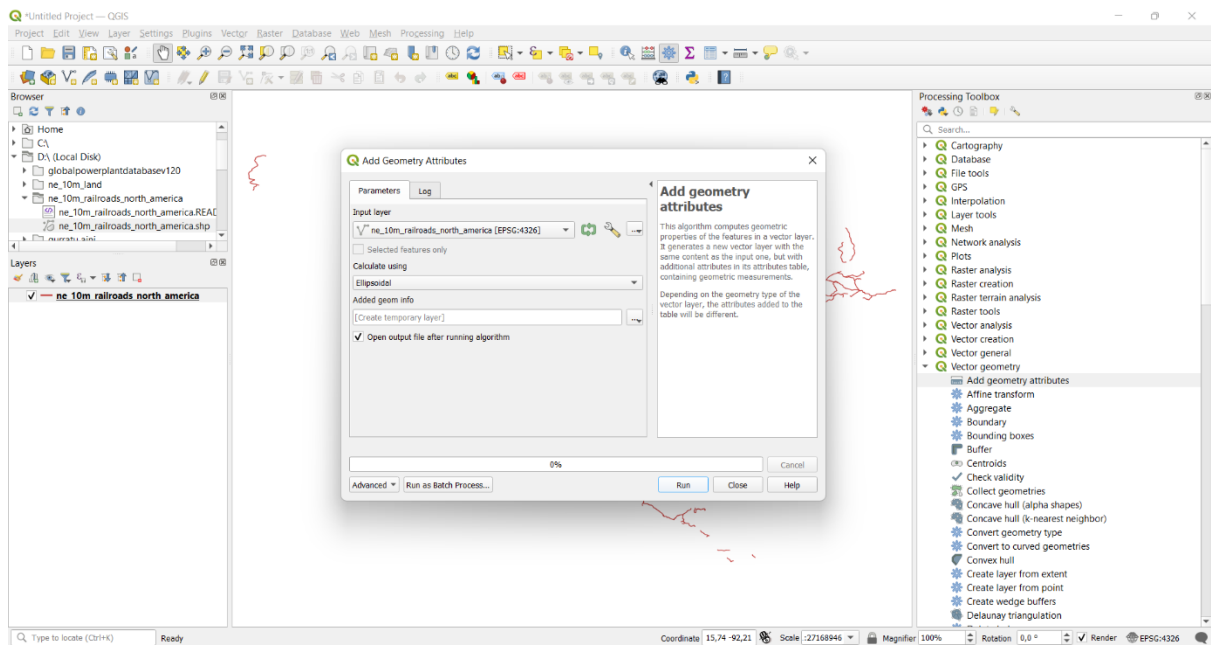 *Untitled Project — QGIS
Project Edit View Layer Settings Plugins Vector Raster Database Web Mesh Processing Help
Browser
Home
C:\
D:\ (Local Disk)
globalpowerplantdatabasev120
ne_10m_land
ne_10m_railroads_north_america
ne_10m_railroads_north_america.READ
ne_10m_railroads_north_america.shp
qurratu aini
Layers
ne_10m_railroads_north_america
Add Geometry Attributes
Parameters Log
Input layer
ne_10m_railroads_north_america [EPSG:4326]
Selected features only
Calculate using
Ellipsoidal
Added geom info
[Create temporary layer]
Open output file after running algorithm
Add geometry
attributes
This algorithm computes geometric
properties of the features in a vector layer.
It generates a new vector layer with the
same content as the input one, but with
additional attributes in its attributes table,
containing geometric measurements.
Depending on the geometry type of the
vector layer, the attributes added to the
table will be different.
0%
Cancel
Advanced Run as Batch Process... Run Close Help
Processing Toolbox
Search...
Cartography
Database
File tools
GPS
Interpolation
Layer tools
Mesh
Network analysis
Plots
Raster analysis
Raster creation
Raster terrain analysis
Raster tools
Vector analysis
Vector creation
Vector general
Vector geometry
Add geometry attributes
Affine transform
Aggregate
Boundary
Bounding boxes
Buffer
Centroids
Check validity
Collect geometries
Concave hull (alpha shapes)
Concave hull (k-nearest neighbor)
Convert geometry type
Convert to curved geometries
Convex hull
Create layer from extent
Create layer from point
Create wedge buffers
Delaunay triangulation
Type to locate (Ctrl+K) Ready Coordinate 15,74 -92,21 Scale :27168946 Magnifier 100% Rotation 0,0 ° Render EPSG:4326